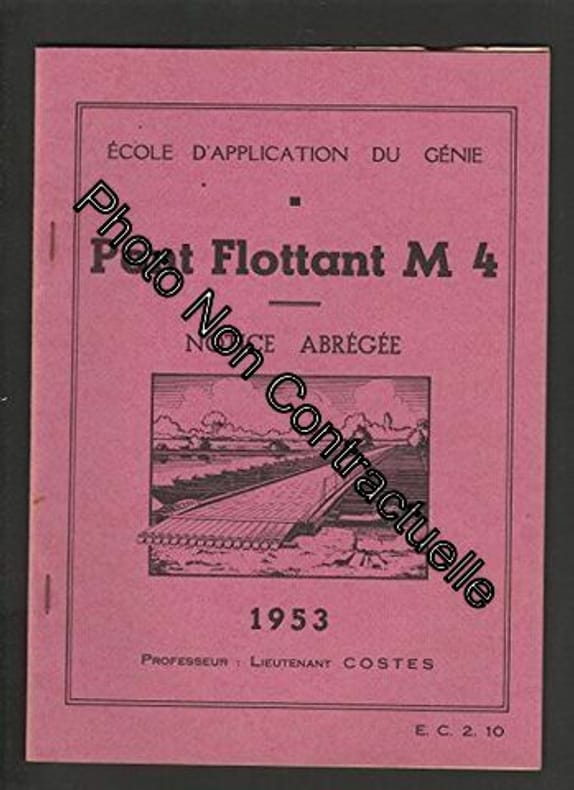 ÉCOLE D'APPLICATION DU GÉNIE
Pont Flottant M 4
NOTICE ABRÉGÉE
1953
PROFESSEUR : LIEUTENANT COSTES
E. C. 2. 10
Photo Non Contractuelle